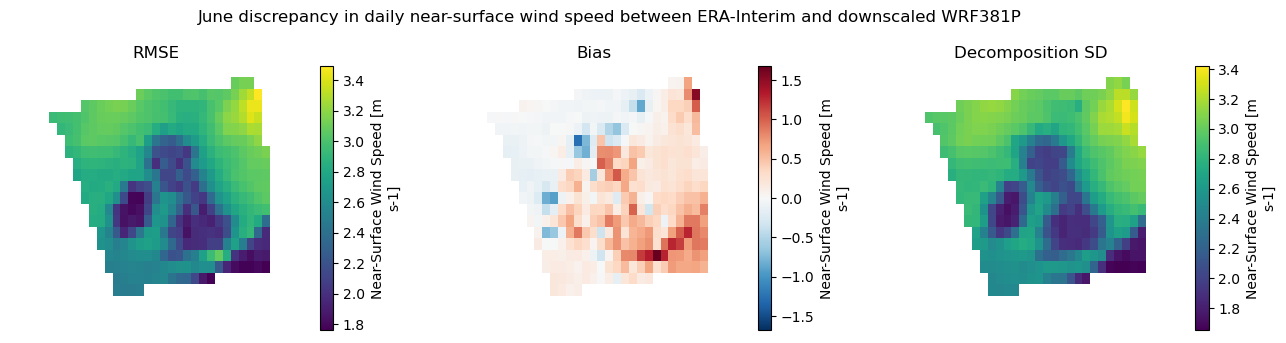 June discrepancy in daily near-surface wind speed between ERA-Interim and downscaled WRF381P
RMSE
3.4
3.2
3.0
2.8
2.6
2.4
2.2
2.0
1.8
Near-Surface Wind Speed [m
s-1]
Bias
1.5
1.0
0.5
0.0
−0.5
−1.0
−1.5
Near-Surface Wind Speed [m
s-1]
Decomposition SD
3.4
3.2
3.0
2.8
2.6
2.4
2.2
2.0
1.8
Near-Surface Wind Speed [m
s-1]